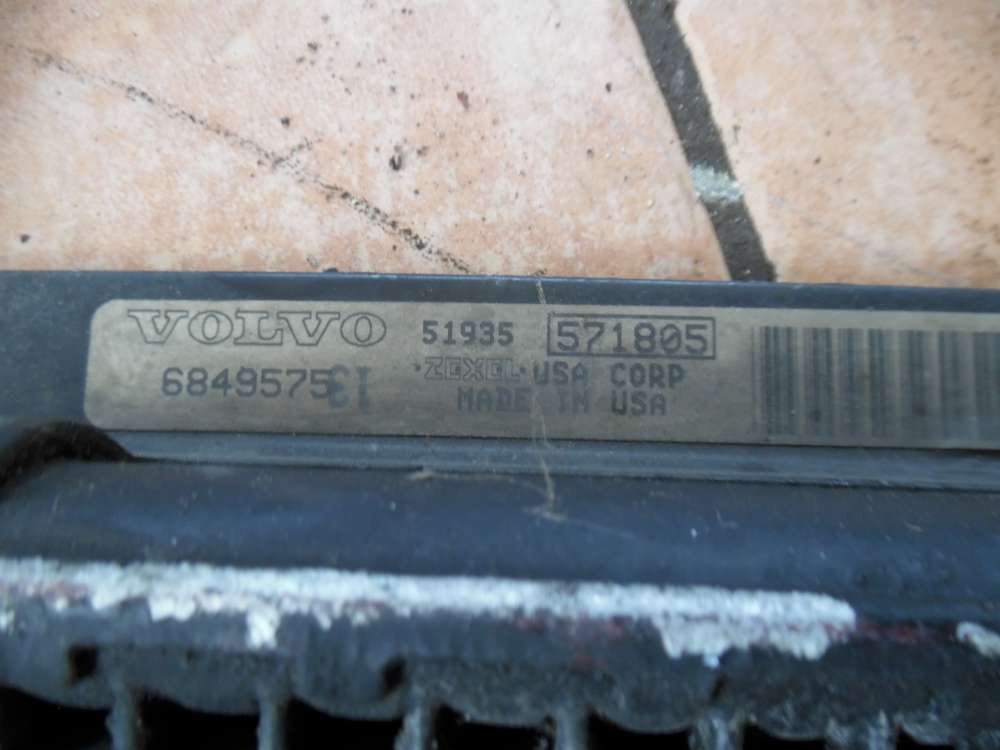 VOLVO 51935 571805
6849575 ZEXEL USA CORP
MADE IN USA